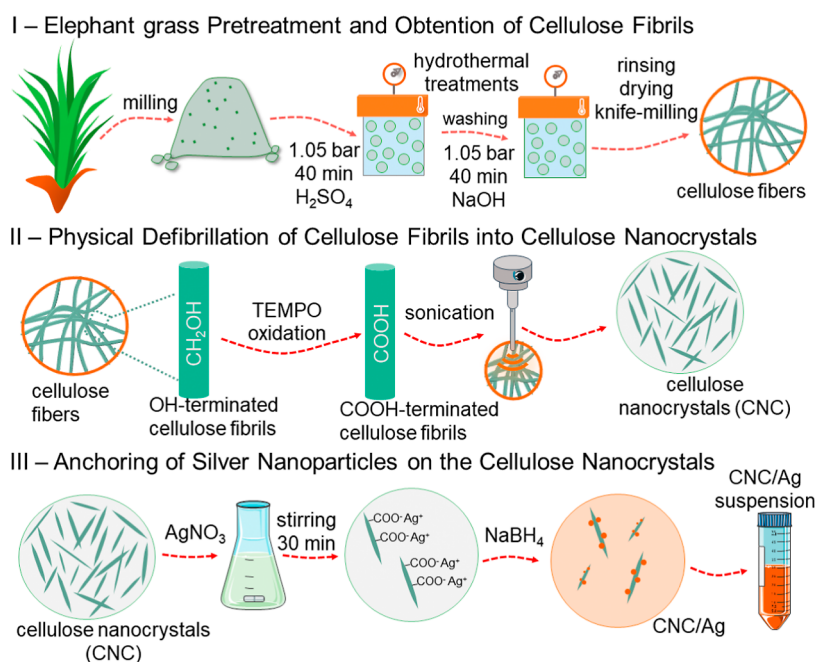 I – Elephant grass Pretreatment and Obtention of Cellulose Fibrils
milling
1.05 bar
40 min
H₂SO₄
hydrothermal
treatments
washing
1.05 bar
40 min
NaOH
rinsing
drying
knife-milling
cellulose fibers
II – Physical Defibrillation of Cellulose Fibrils into Cellulose Nanocrystals
cellulose
fibers
CH₂OH
OH-terminated
cellulose fibrils
TEMPO
oxidation
COOH
COOH-terminated
cellulose fibrils
sonication
cellulose
nanocrystals (CNC)
III – Anchoring of Silver Nanoparticles on the Cellulose Nanocrystals
cellulose nanocrystals
(CNC)
AgNO₃
stirring
30 min
COO⁻Ag⁺
COO⁻Ag⁺
COO⁻Ag⁺
COO⁻Ag⁺
NaBH₄
CNC/Ag
CNC/Ag
suspension